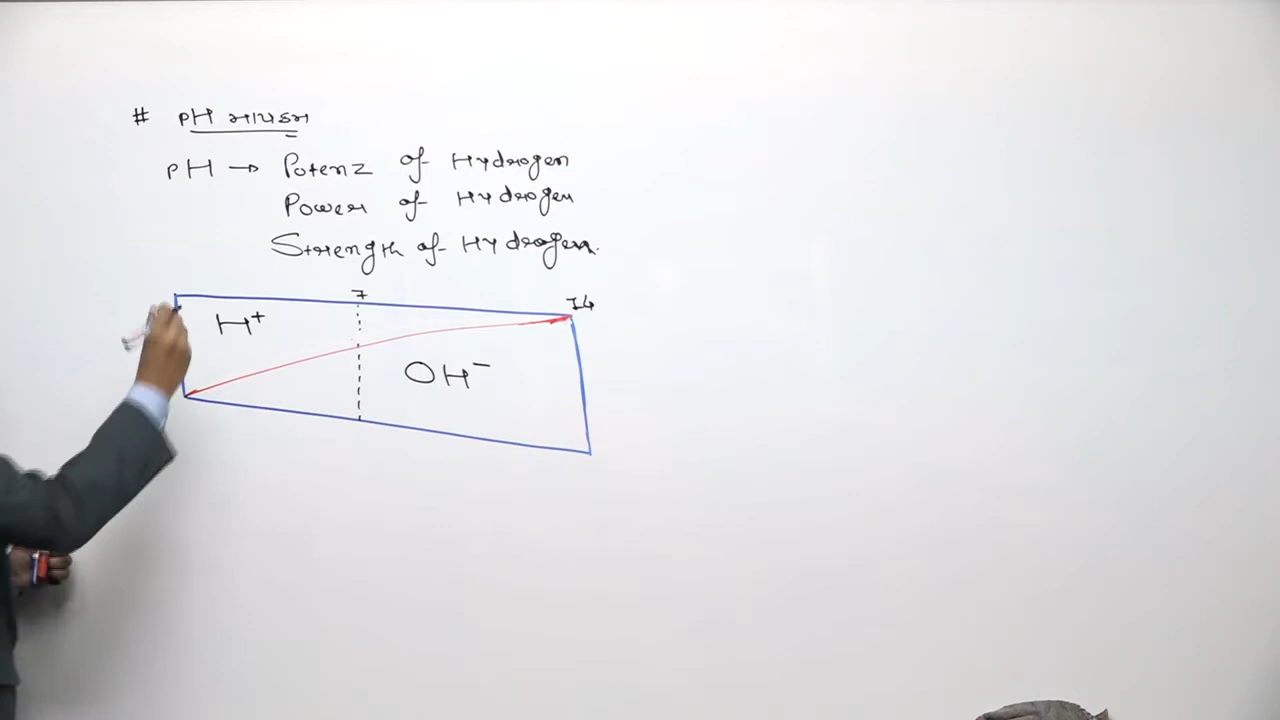 # pH માપક્રમ
pH → Potenz of Hydrogen
Power of Hydrogen
Strength of Hydrogen.
7
14
H⁺
OH⁻